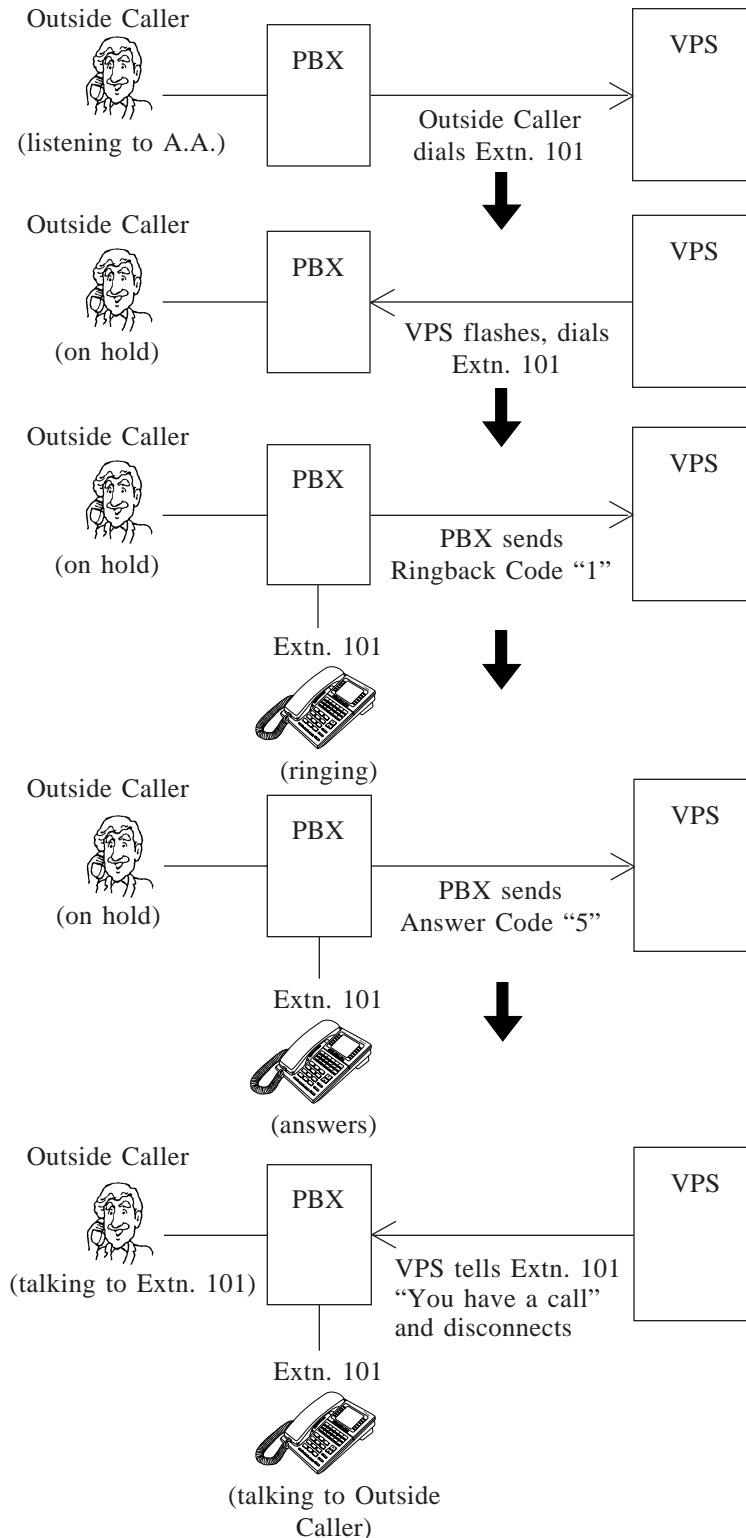 Outside Caller
PBX
VPS
(listening to A.A.)
Outside Caller
dials Extn. 101
Outside Caller
PBX
VPS
(on hold)
VPS flashes, dials
Extn. 101
Outside Caller
PBX
VPS
(on hold)
PBX sends
Ringback Code “1”
Extn. 101
(ringing)
Outside Caller
PBX
VPS
(on hold)
PBX sends
Answer Code “5”
Extn. 101
(answers)
Outside Caller
PBX
VPS
(talking to Extn. 101)
VPS tells Extn. 101
“You have a call”
and disconnects
Extn. 101
(talking to Outside
Caller)